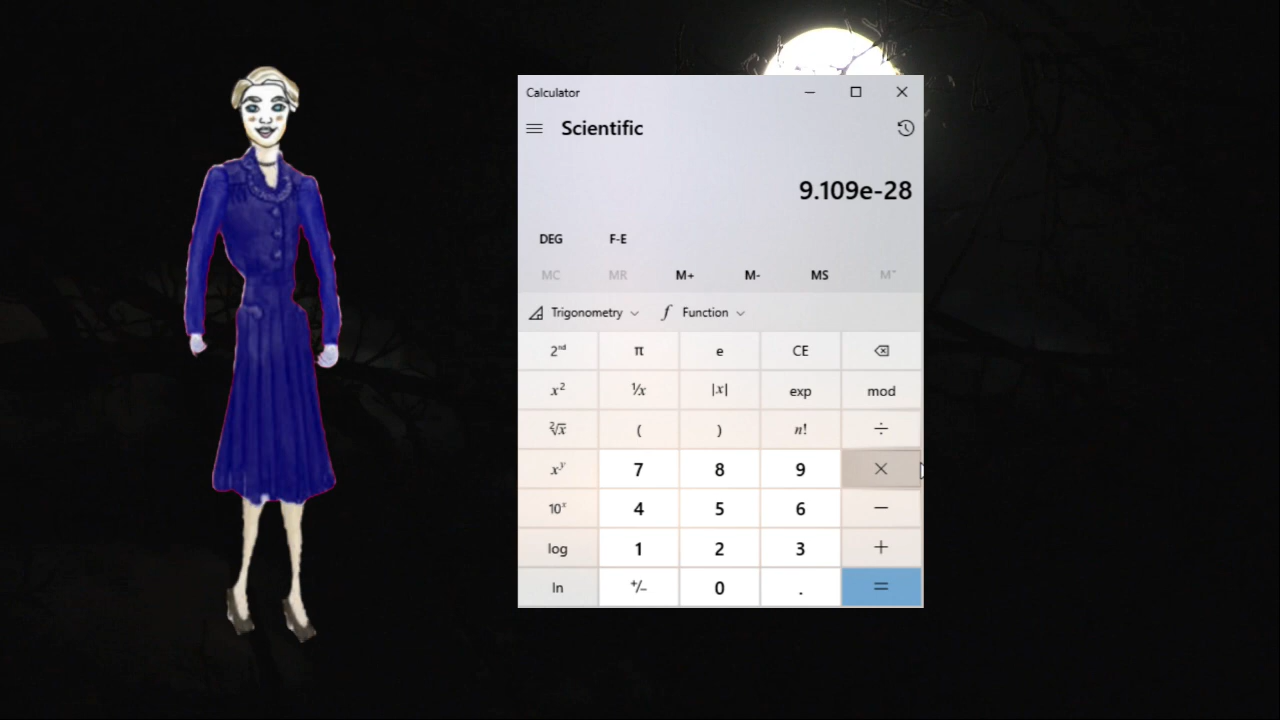 Calculator
Scientific
9.109e-28
DEG F-E
MC MR M+ M- MS M˅
Trigonometry f Function
2ⁿᵈ π e CE
x² ¹/x |x| exp mod
²√x ( ) n! ÷
xʸ 7 8 9 ×
10ˣ 4 5 6 −
log 1 2 3 +
ln +/− 0 . =